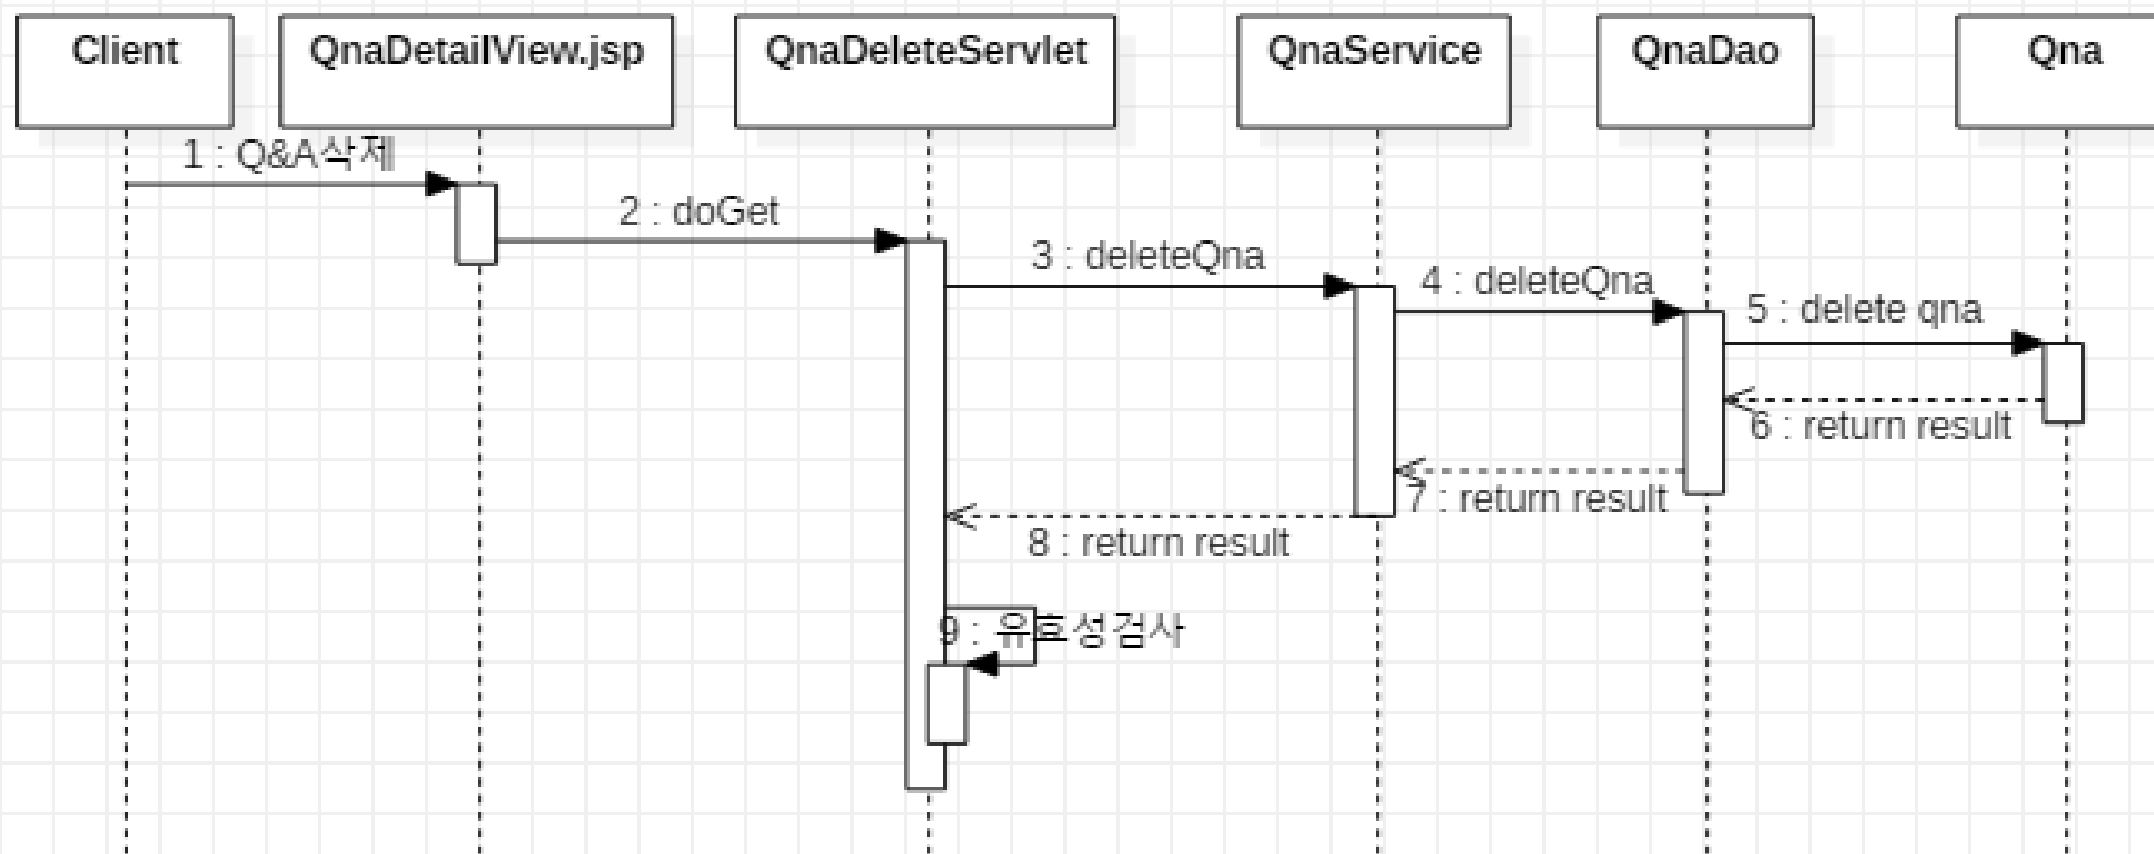 Client
QnaDetailView.jsp
QnaDeleteServlet
QnaService
QnaDao
Qna
1 : Q&A삭제
2 : doGet
3 : deleteQna
4 : deleteQna
5 : delete qna
6 : return result
7 : return result
8 : return result
9 : 유효성검사